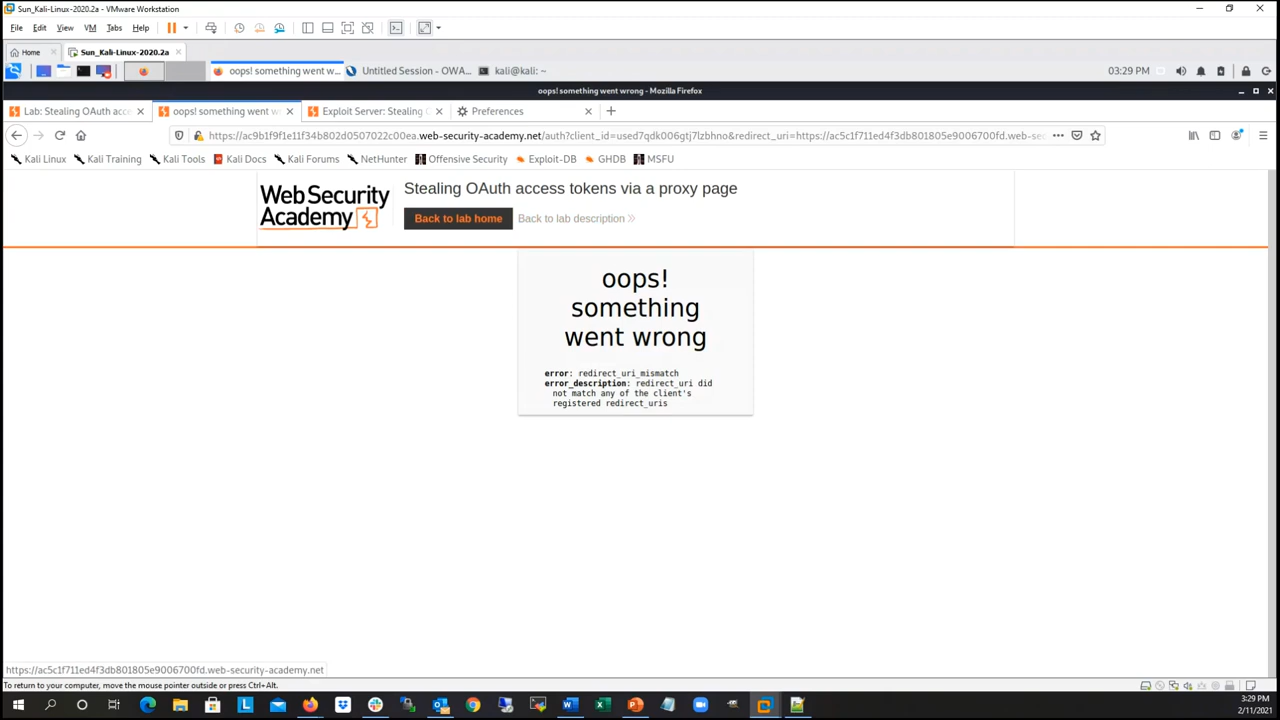 Sun_Kali-Linux-2020.2a - VMware Workstation
File Edit View VM Tabs Help
Home Sun_Kali-Linux-2020.2a
oops! something went w... Untitled Session - OWA... kali@kali: ~ 03:29 PM
oops! something went wrong - Mozilla Firefox
Lab: Stealing OAuth acce oops! something went w Exploit Server: Stealing O Preferences
https://ac9b1f9f1e11f34b802d0507022c00ea.web-security-academy.net/auth?client_id=used7qdk006gtj7lzhno&redirect_uri=https://ac5c1f711ed4f3db801805e9006700fd.web-sec
Kali Linux Kali Training Kali Tools Kali Docs Kali Forums NetHunter Offensive Security Exploit-DB GHDB MSFU
Web Security
Academy
Stealing OAuth access tokens via a proxy page
Back to lab home Back to lab description
oops!
something
went wrong
error: redirect_uri_mismatch
error_description: redirect_uri did
not match any of the client's
registered redirect_uris
https://ac5c1f711ed4f3db801805e9006700fd.web-security-academy.net
To return to your computer, move the mouse pointer outside or press Ctrl+Alt.
3:29 PM
2/11/2021